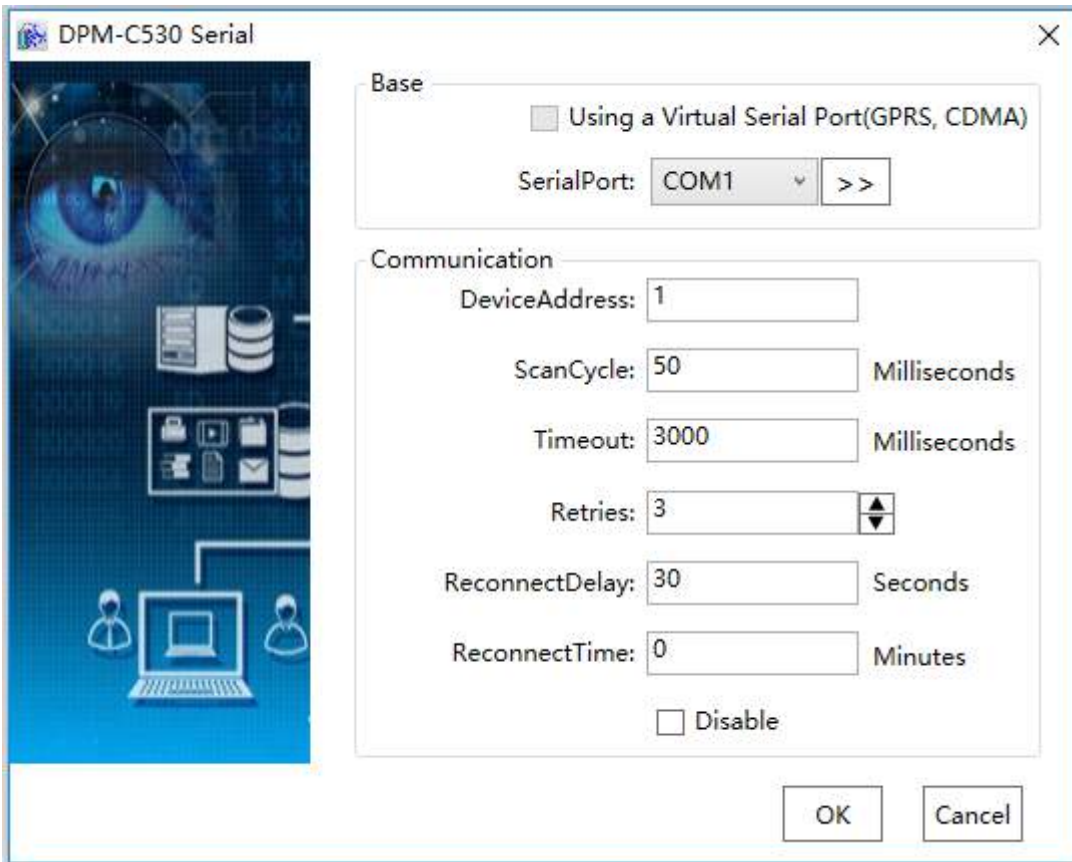 DPM-C530 Serial
Base
Using a Virtual Serial Port(GPRS, CDMA)
SerialPort: COM1 >>
Communication
DeviceAddress: 1
ScanCycle: 50 Milliseconds
Timeout: 3000 Milliseconds
Retries: 3
ReconnectDelay: 30 Seconds
ReconnectTime: 0 Minutes
Disable
OK Cancel